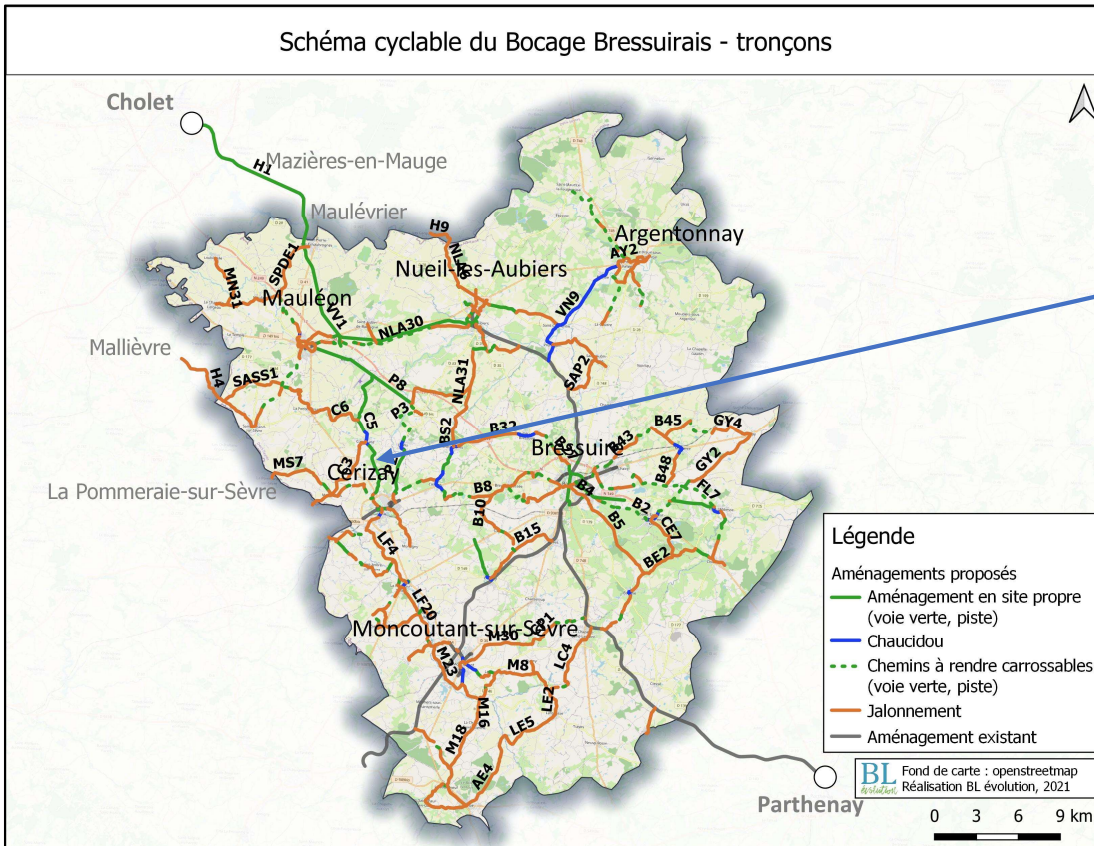 Schéma cyclable du Bocage Bressuirais - tronçons
Cholet
H1
Mazières-en-Mauge
Maulévrier
H9
Argentonnay
AY2
SPDE1
MN31
Nueil-les-Aubiers
Mauléon
VV1
VN9
NLA30
Mallièvre
H4
SASS1
P8
NLA31
SAP2
C6
C5
P3
BS2
B32
B45
GY4
Bressuire
B43
MS7
C3
Cerizay
B48
GY2
La Pommeraie-sur-Sèvre
B8
B4
B2
FL7
B10
B5
CE7
B15
BE2
LF4
LF20
Moncoutant-sur-Sèvre
M30
M23
M8
LC4
LE2
M16
LE5
M18
AE4
Parthenay
Légende
Aménagements proposés
Aménagement en site propre
(voie verte, piste)
Chaucidou
Chemins à rendre carrossables
(voie verte, piste)
Jalonnement
Aménagement existant
BL
évolution
Fond de carte : openstreetmap
Réalisation BL évolution, 2021
0 3 6 9 km